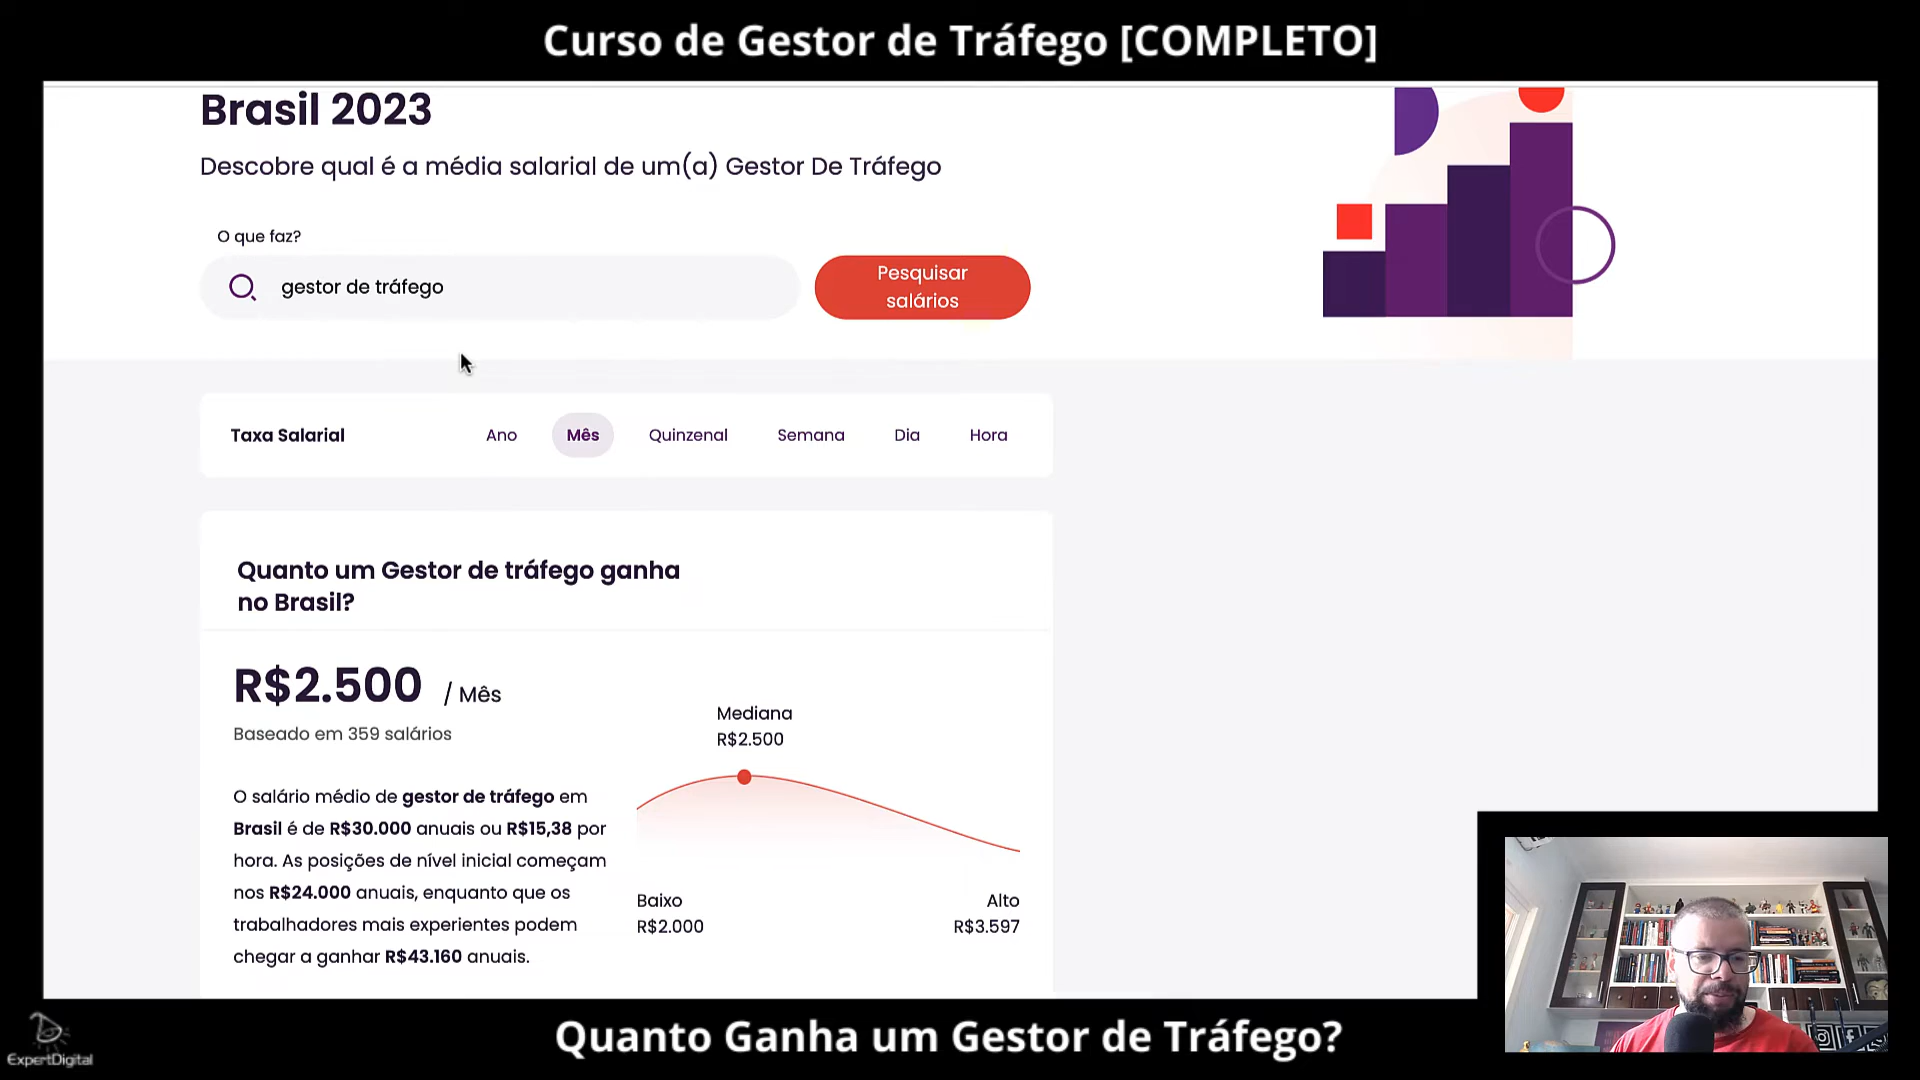 Curso de Gestor de Tráfego [COMPLETO]
Brasil 2023
Descobre qual é a média salarial de um(a) Gestor De Tráfego
O que faz?
gestor de tráfego
Pesquisar
salários
Taxa Salarial
Ano
Mês
Quinzenal
Semana
Dia
Hora
Quanto um Gestor de tráfego ganha
no Brasil?
R$2.500 / Mês
Baseado em 359 salários
O salário médio de gestor de tráfego em
Brasil é de R$30.000 anuais ou R$15,38 por
hora. As posições de nível inicial começam
nos R$24.000 anuais, enquanto que os
trabalhadores mais experientes podem
chegar a ganhar R$43.160 anuais.
Mediana
R$2.500
Baixo
R$2.000
Alto
R$3.597
ExpertDigital
Quanto Ganha um Gestor de Tráfego?